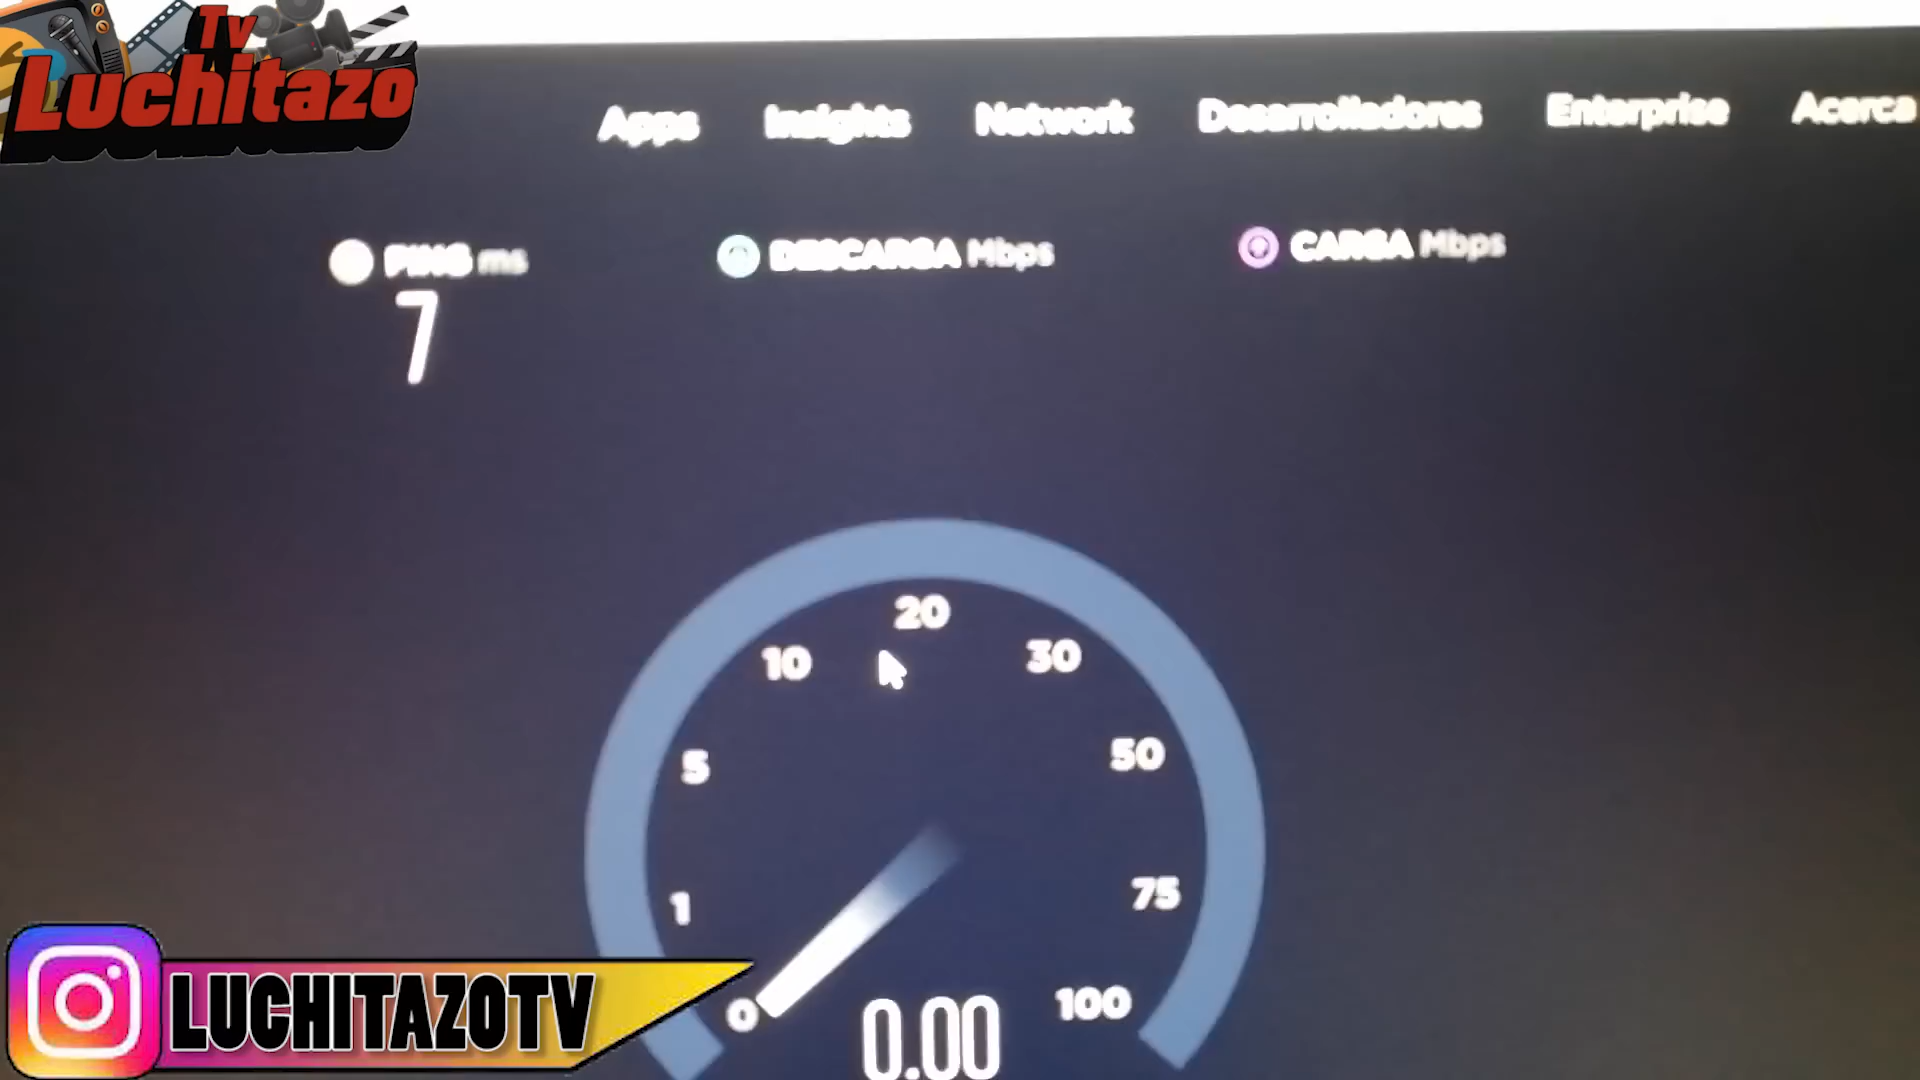 Tv
Luchitazo
Apps Insights Network Desarrolladores Enterprise Acerca
PING ms
DESCARGA Mbps
CARGA Mbps
7
20
10
30
5
50
1
75
0
100
0.00
LUCHITAZOTV